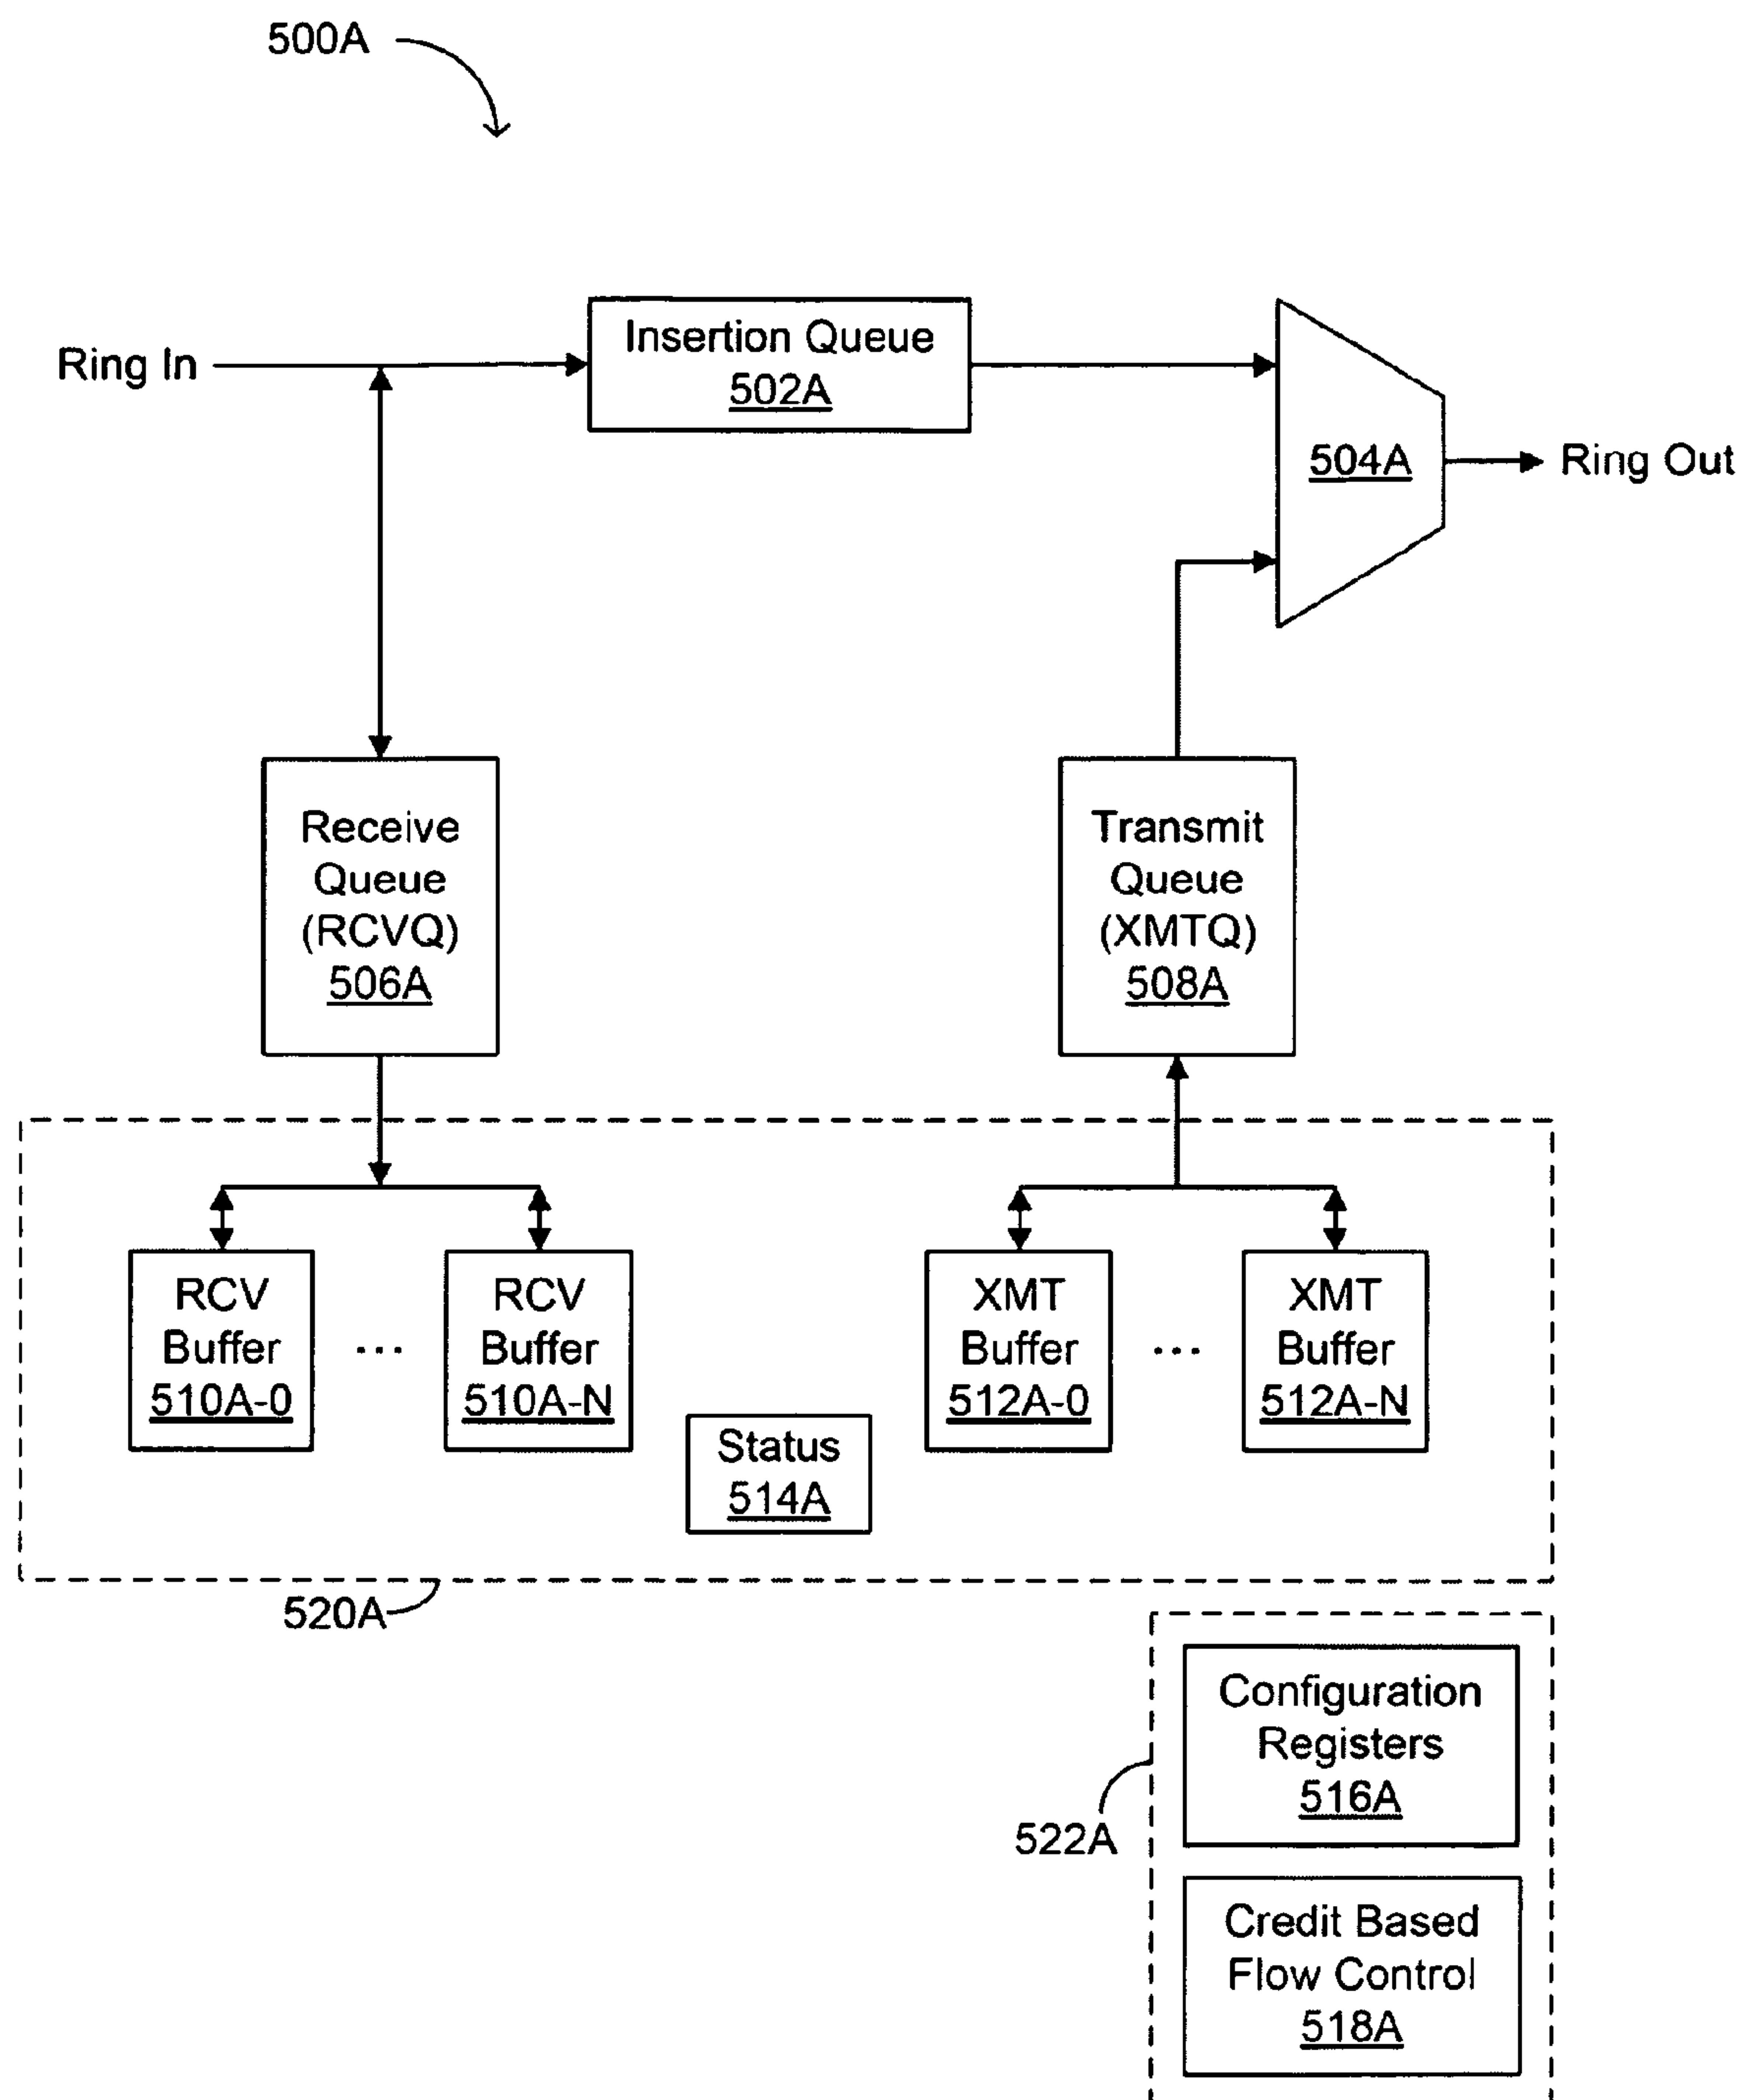 500A
Ring In
Insertion Queue
502A
504A
Ring Out
Receive
Queue
(RCVQ)
506A
Transmit
Queue
(XMTQ)
508A
RCV
Buffer
510A-0
...
RCV
Buffer
510A-N
Status
514A
XMT
Buffer
512A-0
...
XMT
Buffer
512A-N
520A
522A
Configuration
Registers
516A
Credit Based
Flow Control
518A